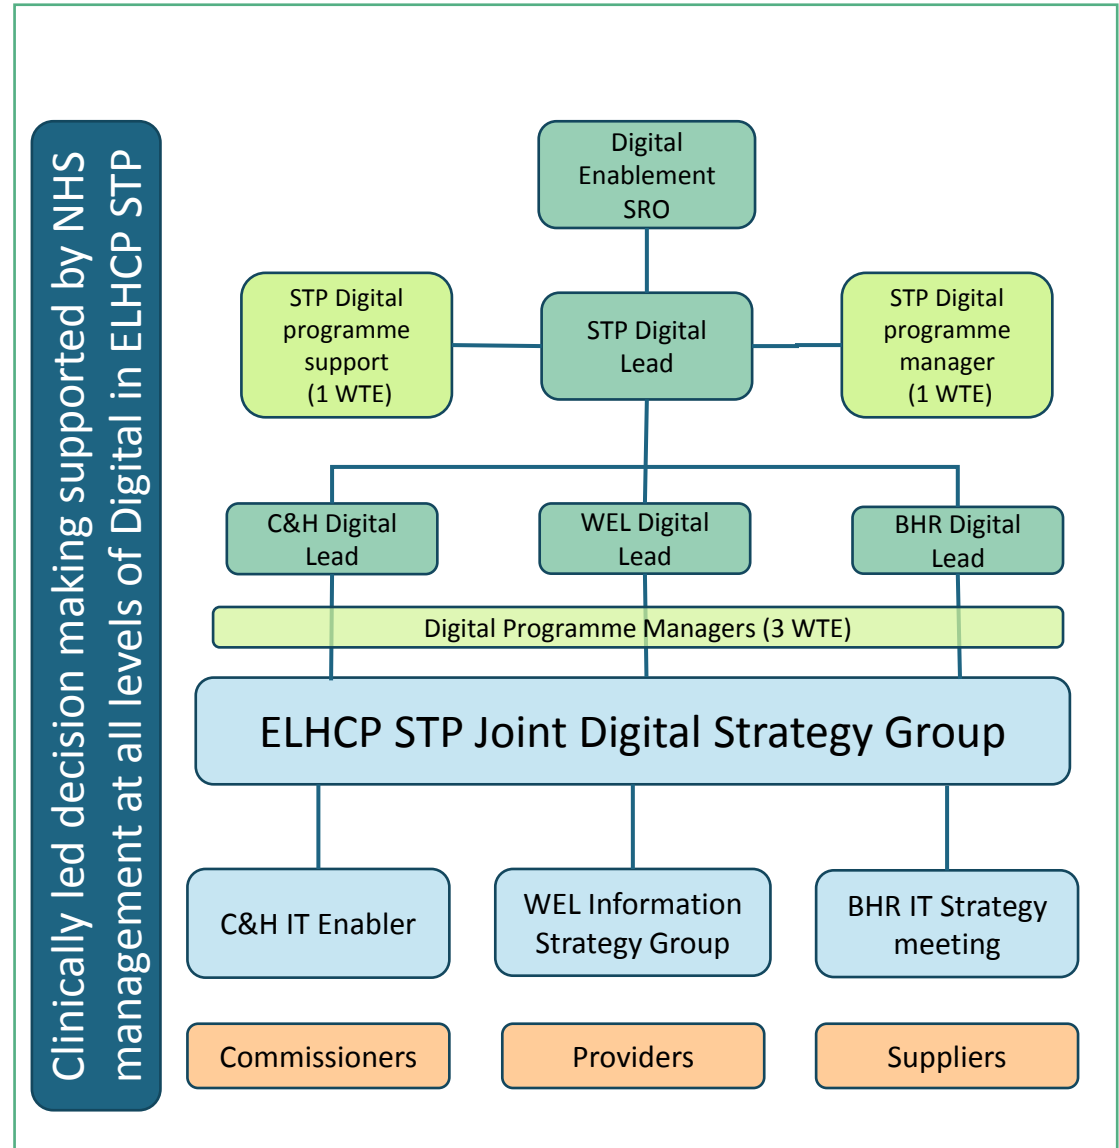 Clinically led decision making supported by NHS
management at all levels of Digital in ELHCP STP
Digital
Enablement
SRO
STP Digital
programme
support
(1 WTE)
STP Digital
Lead
STP Digital
programme
manager
(1 WTE)
C&H Digital
Lead
WEL Digital
Lead
BHR Digital
Lead
Digital Programme Managers (3 WTE)
ELHCP STP Joint Digital Strategy Group
C&H IT Enabler
WEL Information
Strategy Group
BHR IT Strategy
meeting
Commissioners
Providers
Suppliers